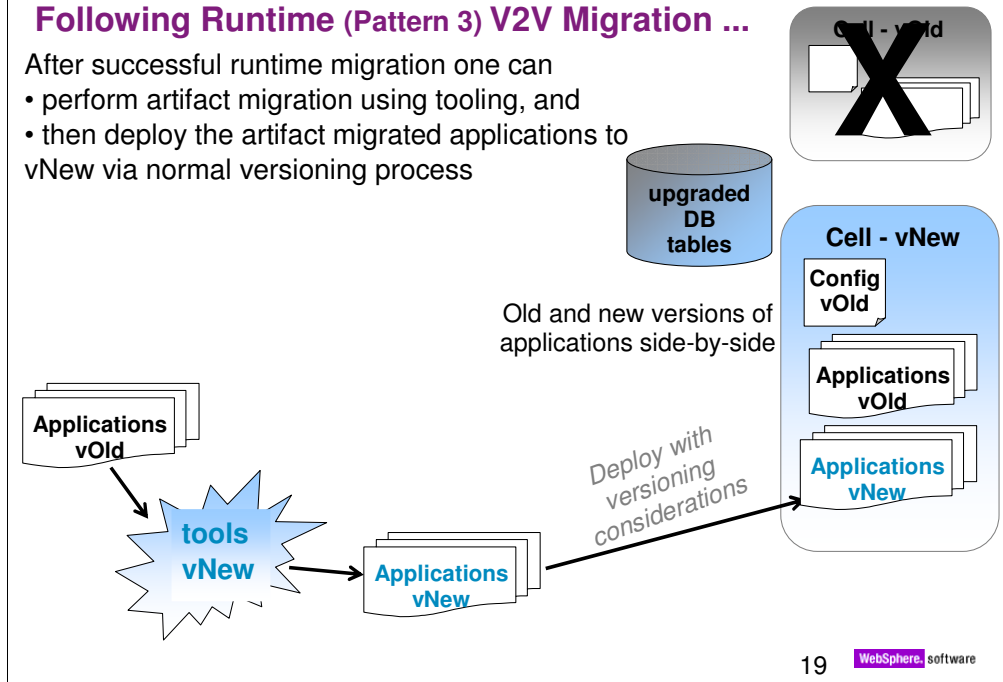 Following Runtime (Pattern 3) V2V Migration ...
After successful runtime migration one can
• perform artifact migration using tooling, and
• then deploy the artifact migrated applications to
vNew via normal versioning process
Cell - vOld
upgraded
DB
tables
Cell - vNew
Config
vOld
Old and new versions of
applications side-by-side
Applications
vOld
Applications
vNew
Applications
vOld
tools
vNew
Applications
vNew
Deploy with
versioning
considerations
19
WebSphere. software